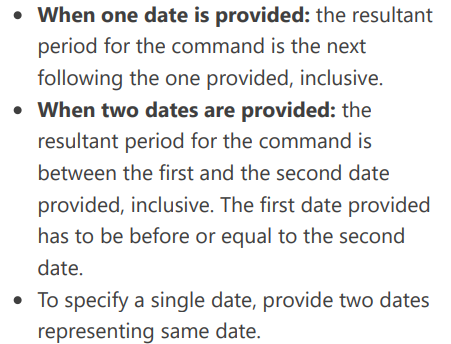 • When one date is provided: the resultant
period for the command is the next
following the one provided, inclusive.
• When two dates are provided: the
resultant period for the command is
between the first and the second date
provided, inclusive. The first date provided
has to be before or equal to the second
date.
• To specify a single date, provide two dates
representing same date.